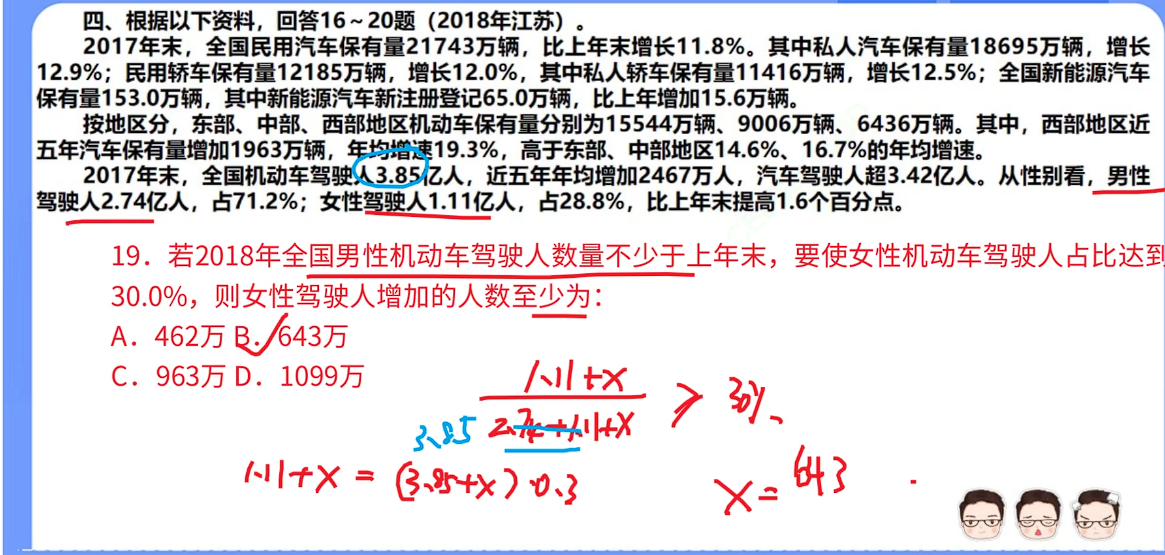 四、根据以下资料，回答16～20题（2018年江苏）。
2017年末，全国民用汽车保有量21743万辆，比上年末增长11.8%。其中私人汽车保有量18695万辆，增长
12.9%；民用轿车保有量12185万辆，增长12.0%，其中私人轿车保有量11416万辆，增长12.5%；全国新能源汽车
保有量153.0万辆，其中新能源汽车新注册登记65.0万辆，比上年增加15.6万辆。
按地区分，东部、中部、西部地区机动车保有量分别为15544万辆、9006万辆、6436万辆。其中，西部地区近
五年汽车保有量增加1963万辆，年均增速19.3%，高于东部、中部地区14.6%、16.7%的年均增速。
2017年末，全国机动车驾驶人3.85亿人，近五年年均增加2467万人，汽车驾驶人超3.42亿人。从性别看，男性
驾驶人2.74亿人，占71.2%；女性驾驶人1.11亿人，占28.8%，比上年末提高1.6个百分点。
19．若2018年全国男性机动车驾驶人数量不少于上年末，要使女性机动车驾驶人占比达到
30.0%，则女性驾驶人增加的人数至少为：
A．462万 B．643万
C．963万 D．1099万
1.11+x
2.74+1.11+x
> 30%
3.85
1.11+x = (3.85+x)·0.3
x = 643